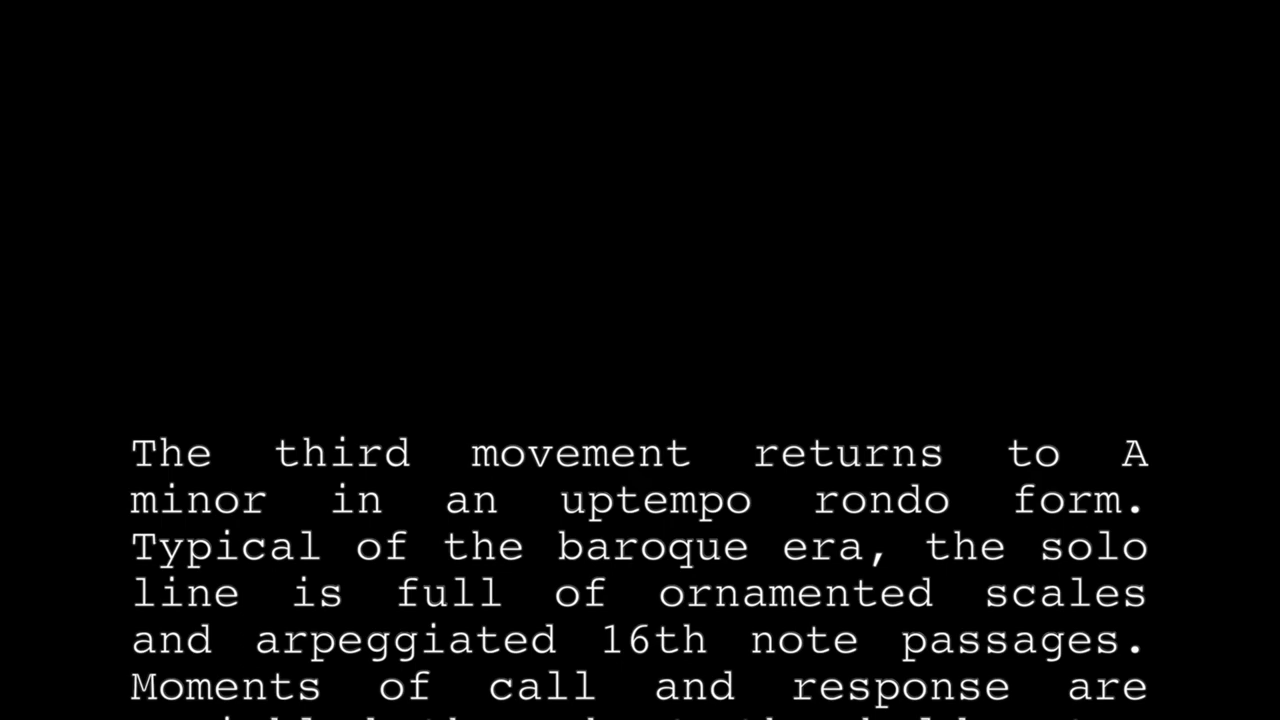 The third movement returns to A
minor in an uptempo rondo form.
Typical of the baroque era, the solo
line is full of ornamented scales
and arpeggiated 16th note passages.
Moments of call and response are